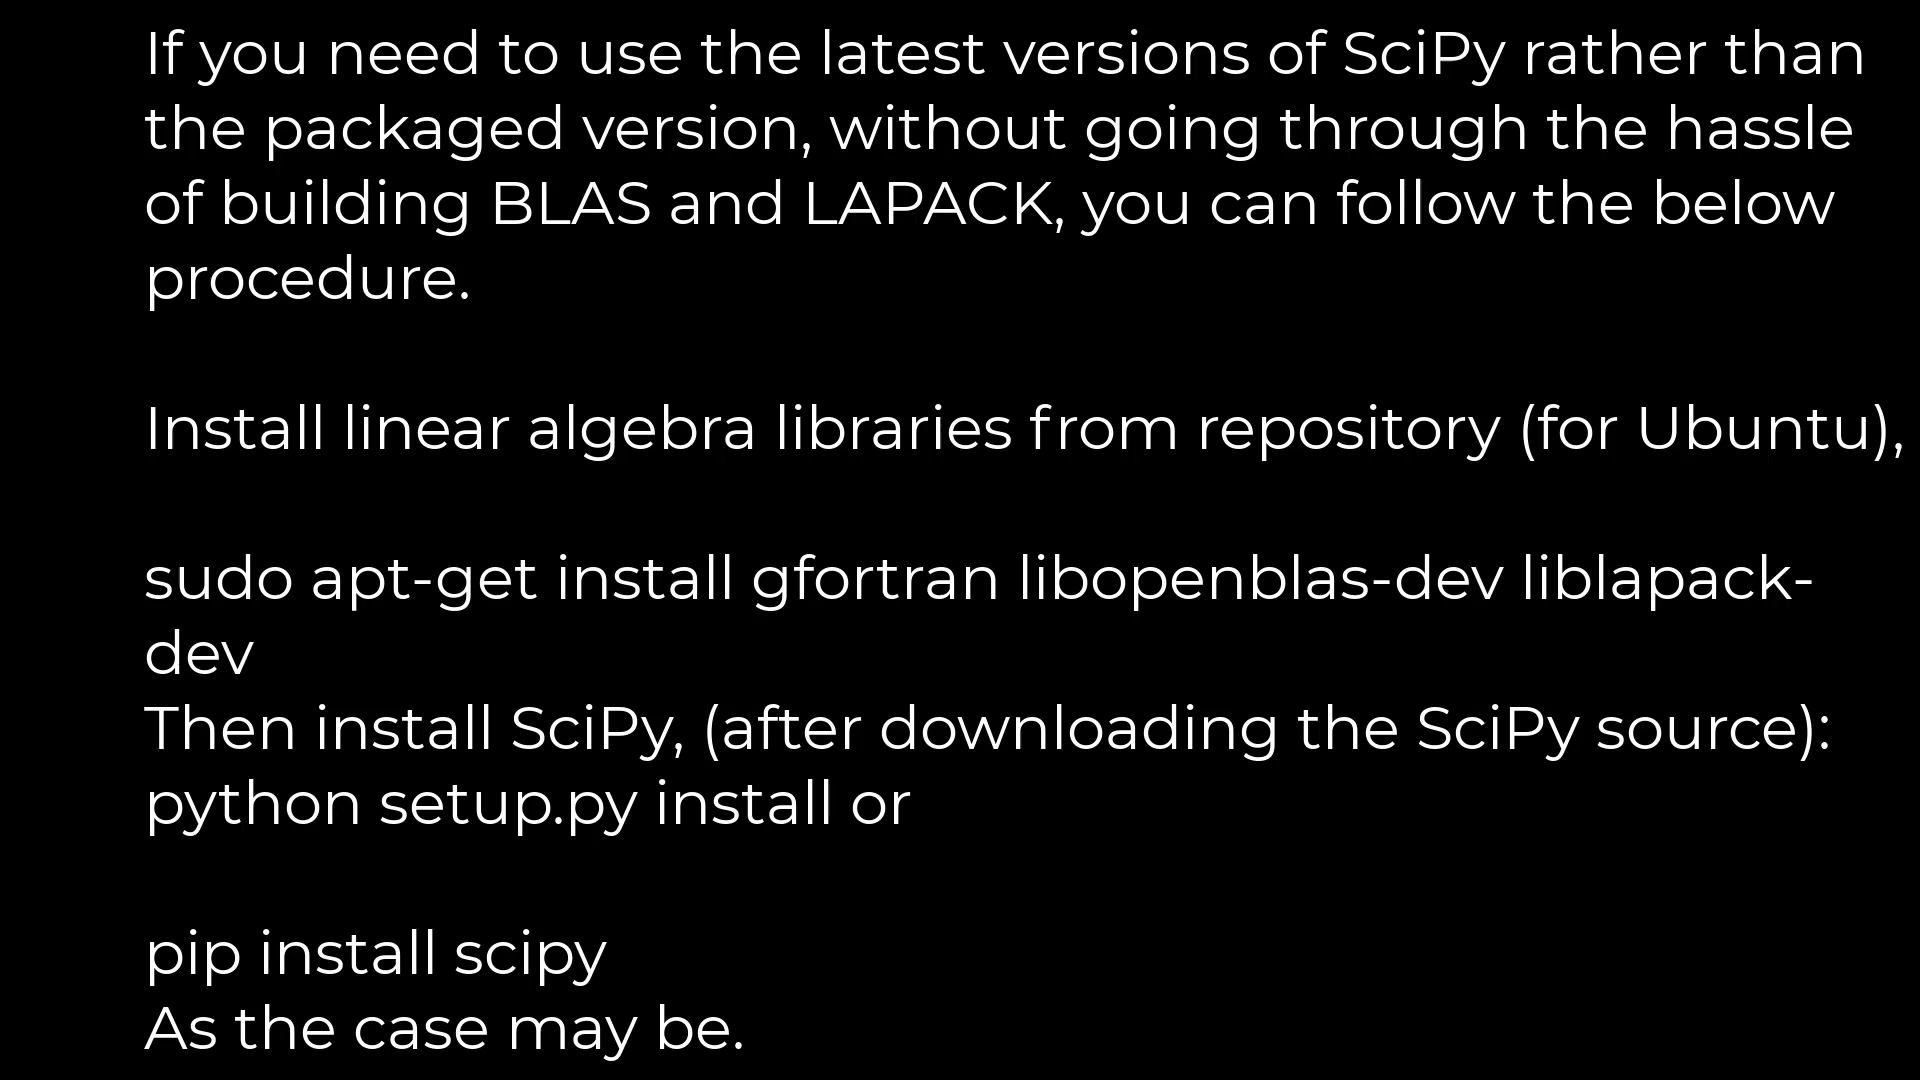 If you need to use the latest versions of SciPy rather than
the packaged version, without going through the hassle
of building BLAS and LAPACK, you can follow the below
procedure.
Install linear algebra libraries from repository (for Ubuntu),
sudo apt-get install gfortran libopenblas-dev liblapack-
dev
Then install SciPy, (after downloading the SciPy source):
python setup.py install or
pip install scipy
As the case may be.